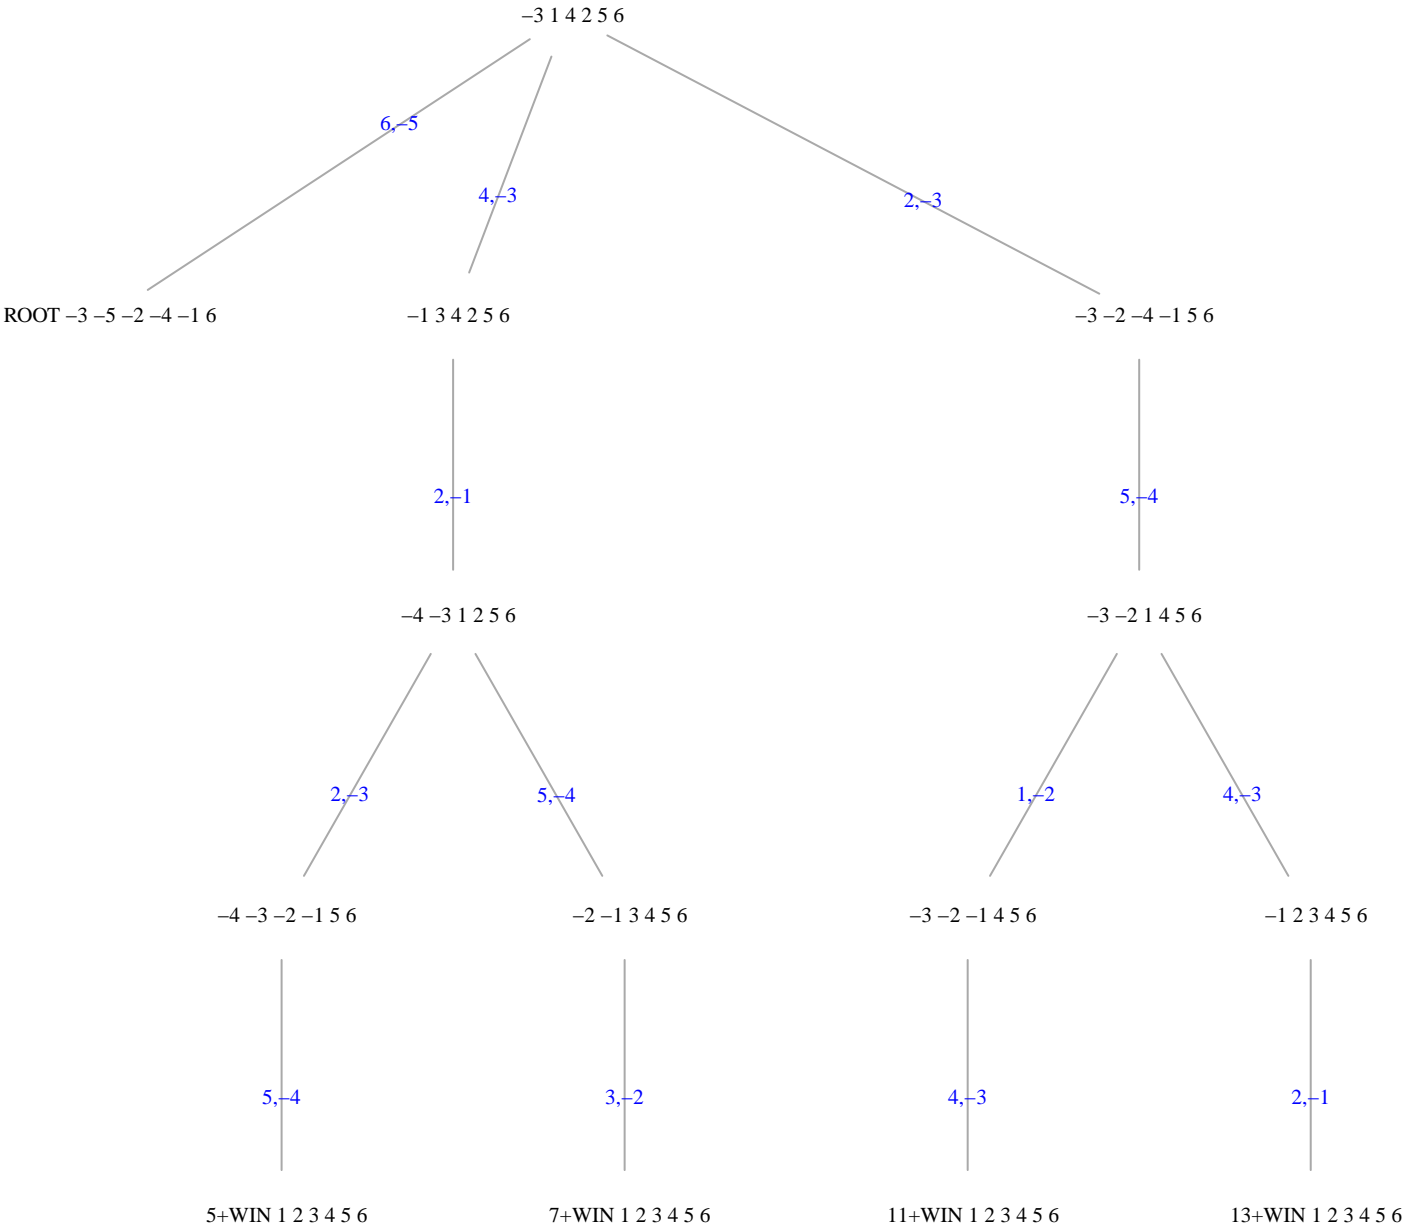 –3 1 4 2 5 6
6,–5
4,–3
2,–3
ROOT –3 –5 –2 –4 –1 6
–1 3 4 2 5 6
–3 –2 –4 –1 5 6
2,–1
5,–4
–4 –3 1 2 5 6
–3 –2 1 4 5 6
2,–3
5,–4
1,–2
4,–3
–4 –3 –2 –1 5 6
–2 –1 3 4 5 6
–3 –2 –1 4 5 6
–1 2 3 4 5 6
5,–4
3,–2
4,–3
2,–1
5+WIN 1 2 3 4 5 6
7+WIN 1 2 3 4 5 6
11+WIN 1 2 3 4 5 6
13+WIN 1 2 3 4 5 6